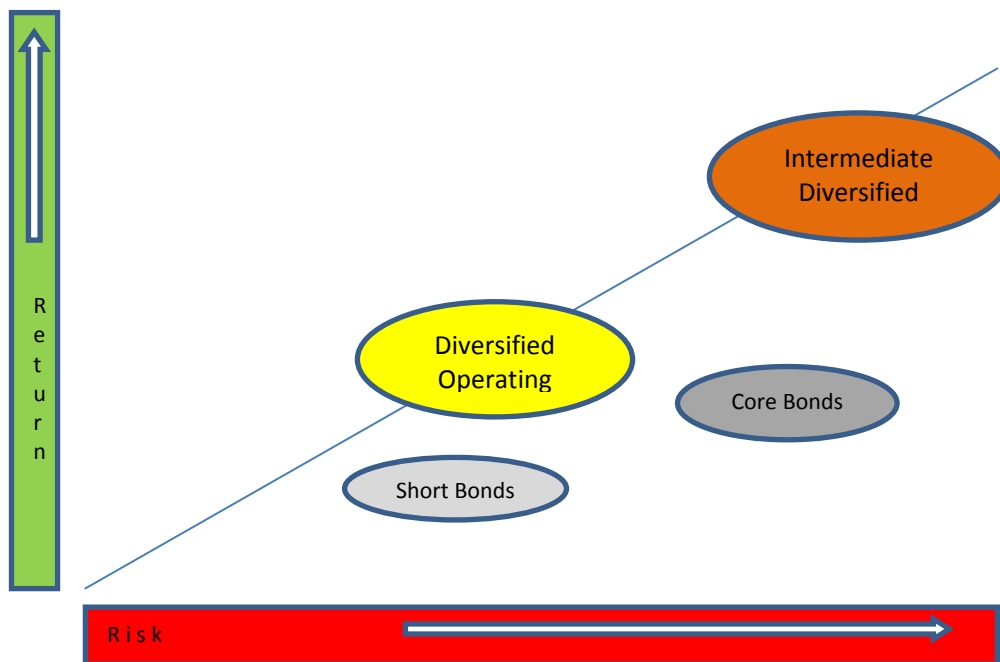 Intermediate
Diversified
R
e
t
u
r
n
Diversified
Operating
Core Bonds
Short Bonds
R i s k